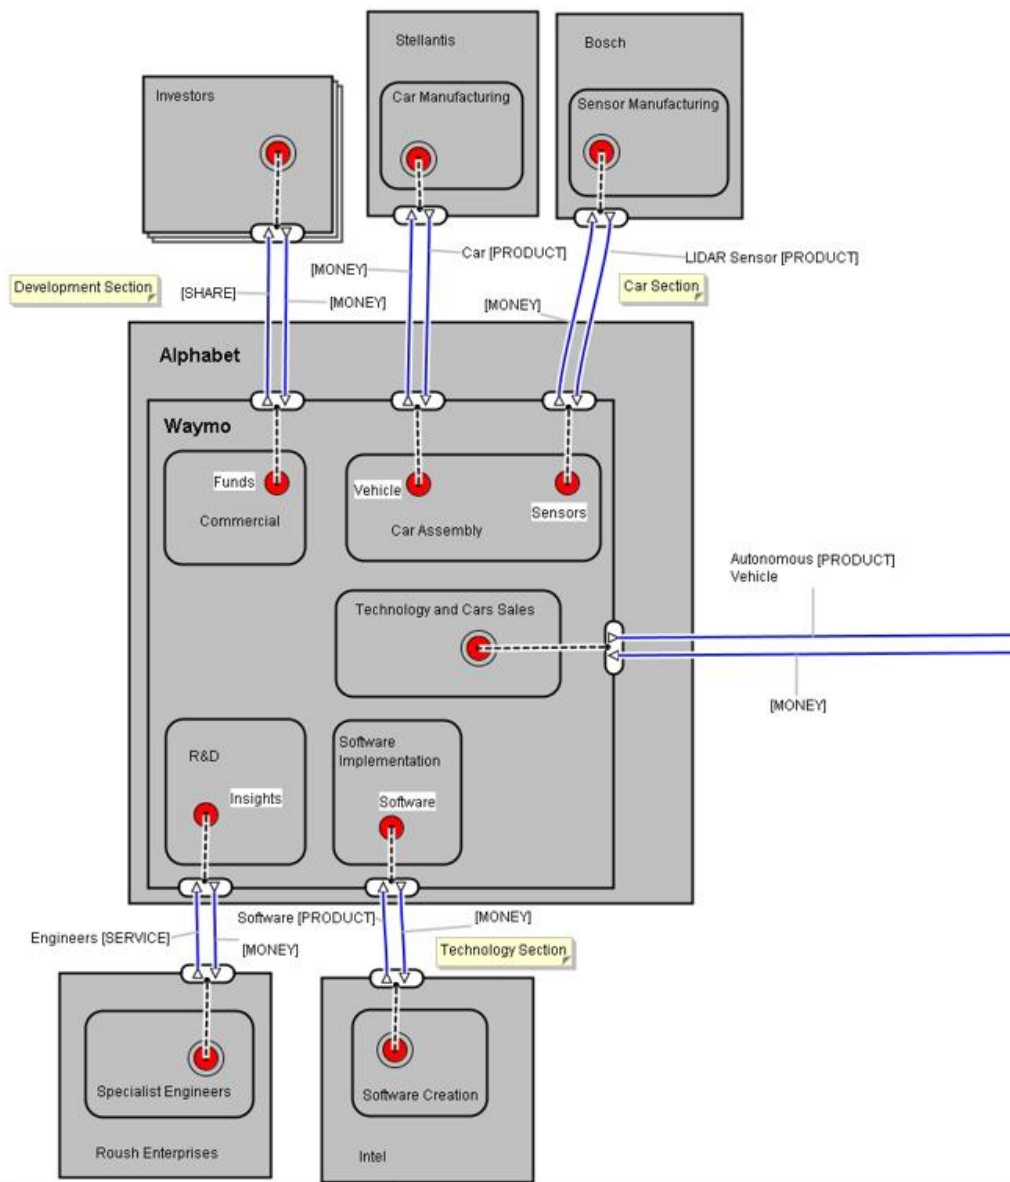 Stellantis
Bosch
Investors
Car Manufacturing
Sensor Manufacturing
Car [PRODUCT]
LIDAR Sensor [PRODUCT]
[MONEY]
Development Section
[SHARE]
[MONEY]
Car Section
[MONEY]
Alphabet
Waymo
Funds
Vehicle
Commercial
Sensors
Car Assembly
Autonomous [PRODUCT]
Vehicle
Technology and Cars Sales
[MONEY]
Software
Implementation
R&D
Insights
Software
Software [PRODUCT]
[MONEY]
Engineers [SERVICE]
[MONEY]
Technology Section
Specialist Engineers
Software Creation
Roush Enterprises
Intel